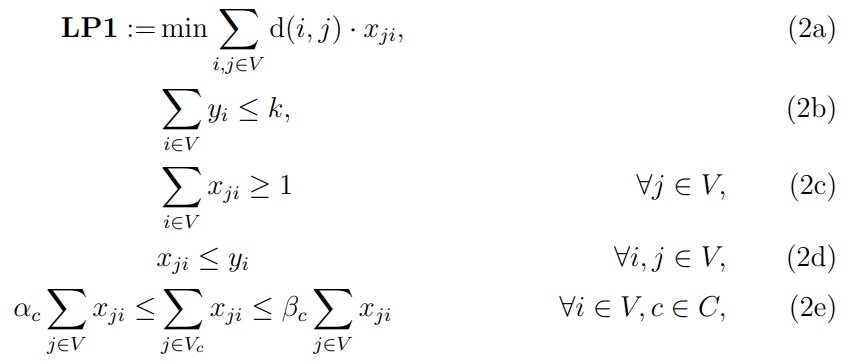 LP1 := min ∑_{i,j∈V} d(i, j) · x_{ji}, (2a)
∑_{i∈V} y_i ≤ k, (2b)
∑_{i∈V} x_{ji} ≥ 1 ∀j ∈ V, (2c)
x_{ji} ≤ y_i ∀i, j ∈ V, (2d)
α_c ∑_{j∈V} x_{ji} ≤ ∑_{j∈V_c} x_{ji} ≤ β_c ∑_{j∈V} x_{ji} ∀i ∈ V, c ∈ C, (2e)